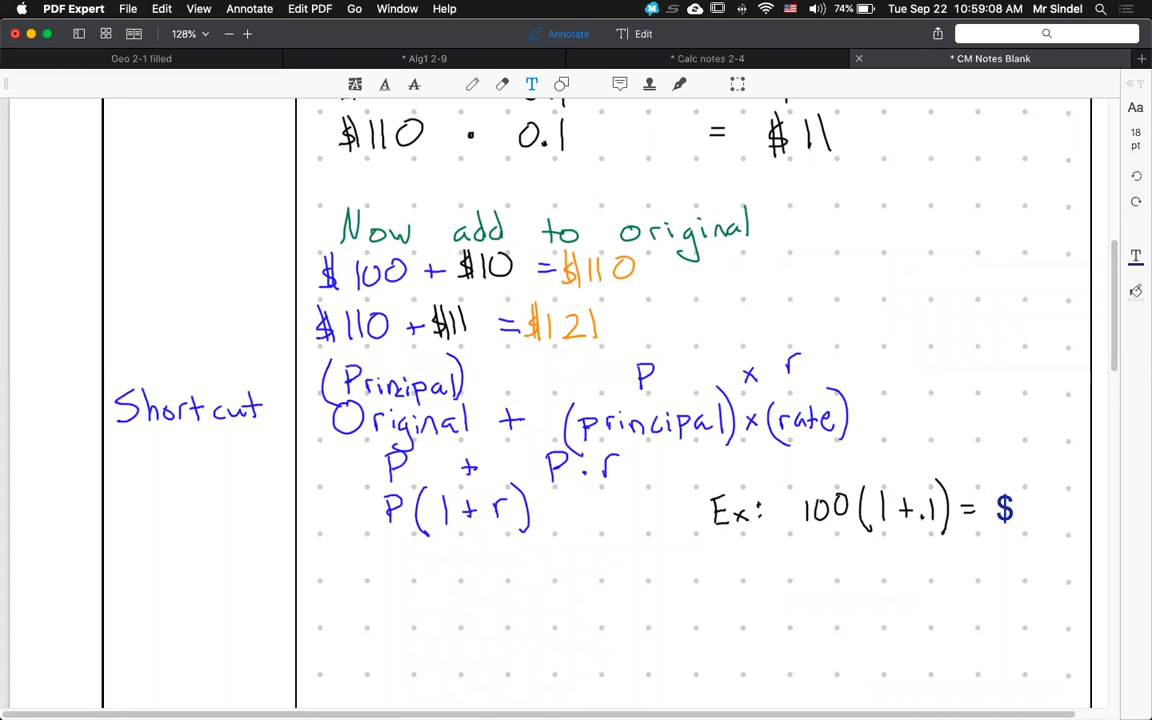 PDF Expert File Edit View Annotate Edit PDF Go Window Help 74% Tue Sep 22 10:59:08 AM Mr Sindel
128% Annotate Edit
Geo 2-1 filled * Alg1 2-9 * Calc notes 2-4 * CM Notes Blank
Aa
18
pt
$110 · 0.1 = $11
Now add to original
$100 + $10 = $110
$110 + $11 = $121
(Prinipal) P x r
Shortcut Original + (principal) x (rate)
P + P · r
P(1 + r) Ex: 100(1 + .1) = $